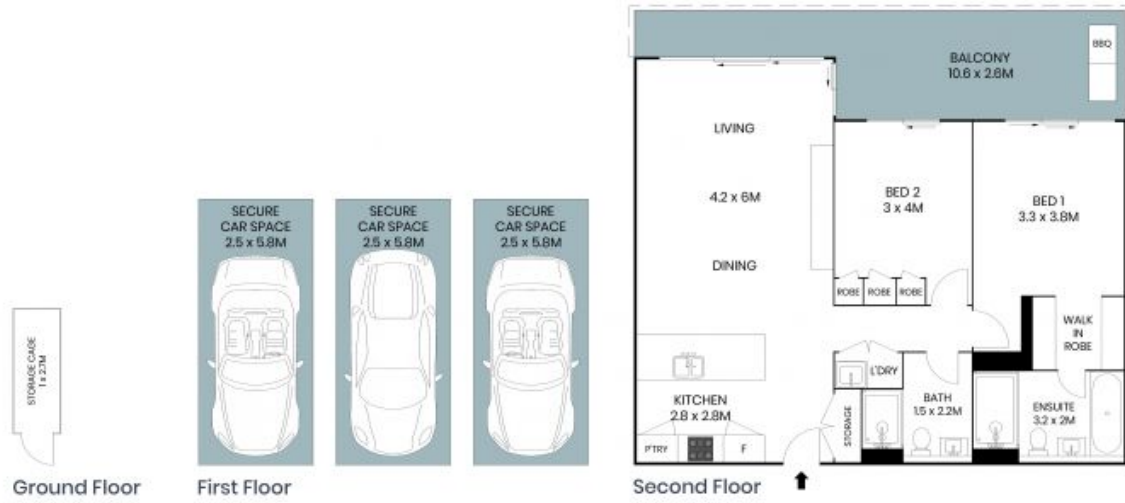 STORAGE CAGE
1 x 2.7M
Ground Floor
SECURE
CAR SPACE
2.5 x 5.8M
SECURE
CAR SPACE
2.5 x 5.8M
SECURE
CAR SPACE
2.5 x 5.8M
First Floor
BALCONY
10.6 x 2.6M
BBQ
LIVING
4.2 x 6M
DINING
BED 2
3 x 4M
BED 1
3.3 x 3.8M
ROBE
ROBE
ROBE
WALK
IN
ROBE
L'DRY
KITCHEN
2.8 x 2.8M
P'TRY
F
STORAGE
BATH
1.5 x 2.2M
ENSUITE
3.2 x 2M
Second Floor